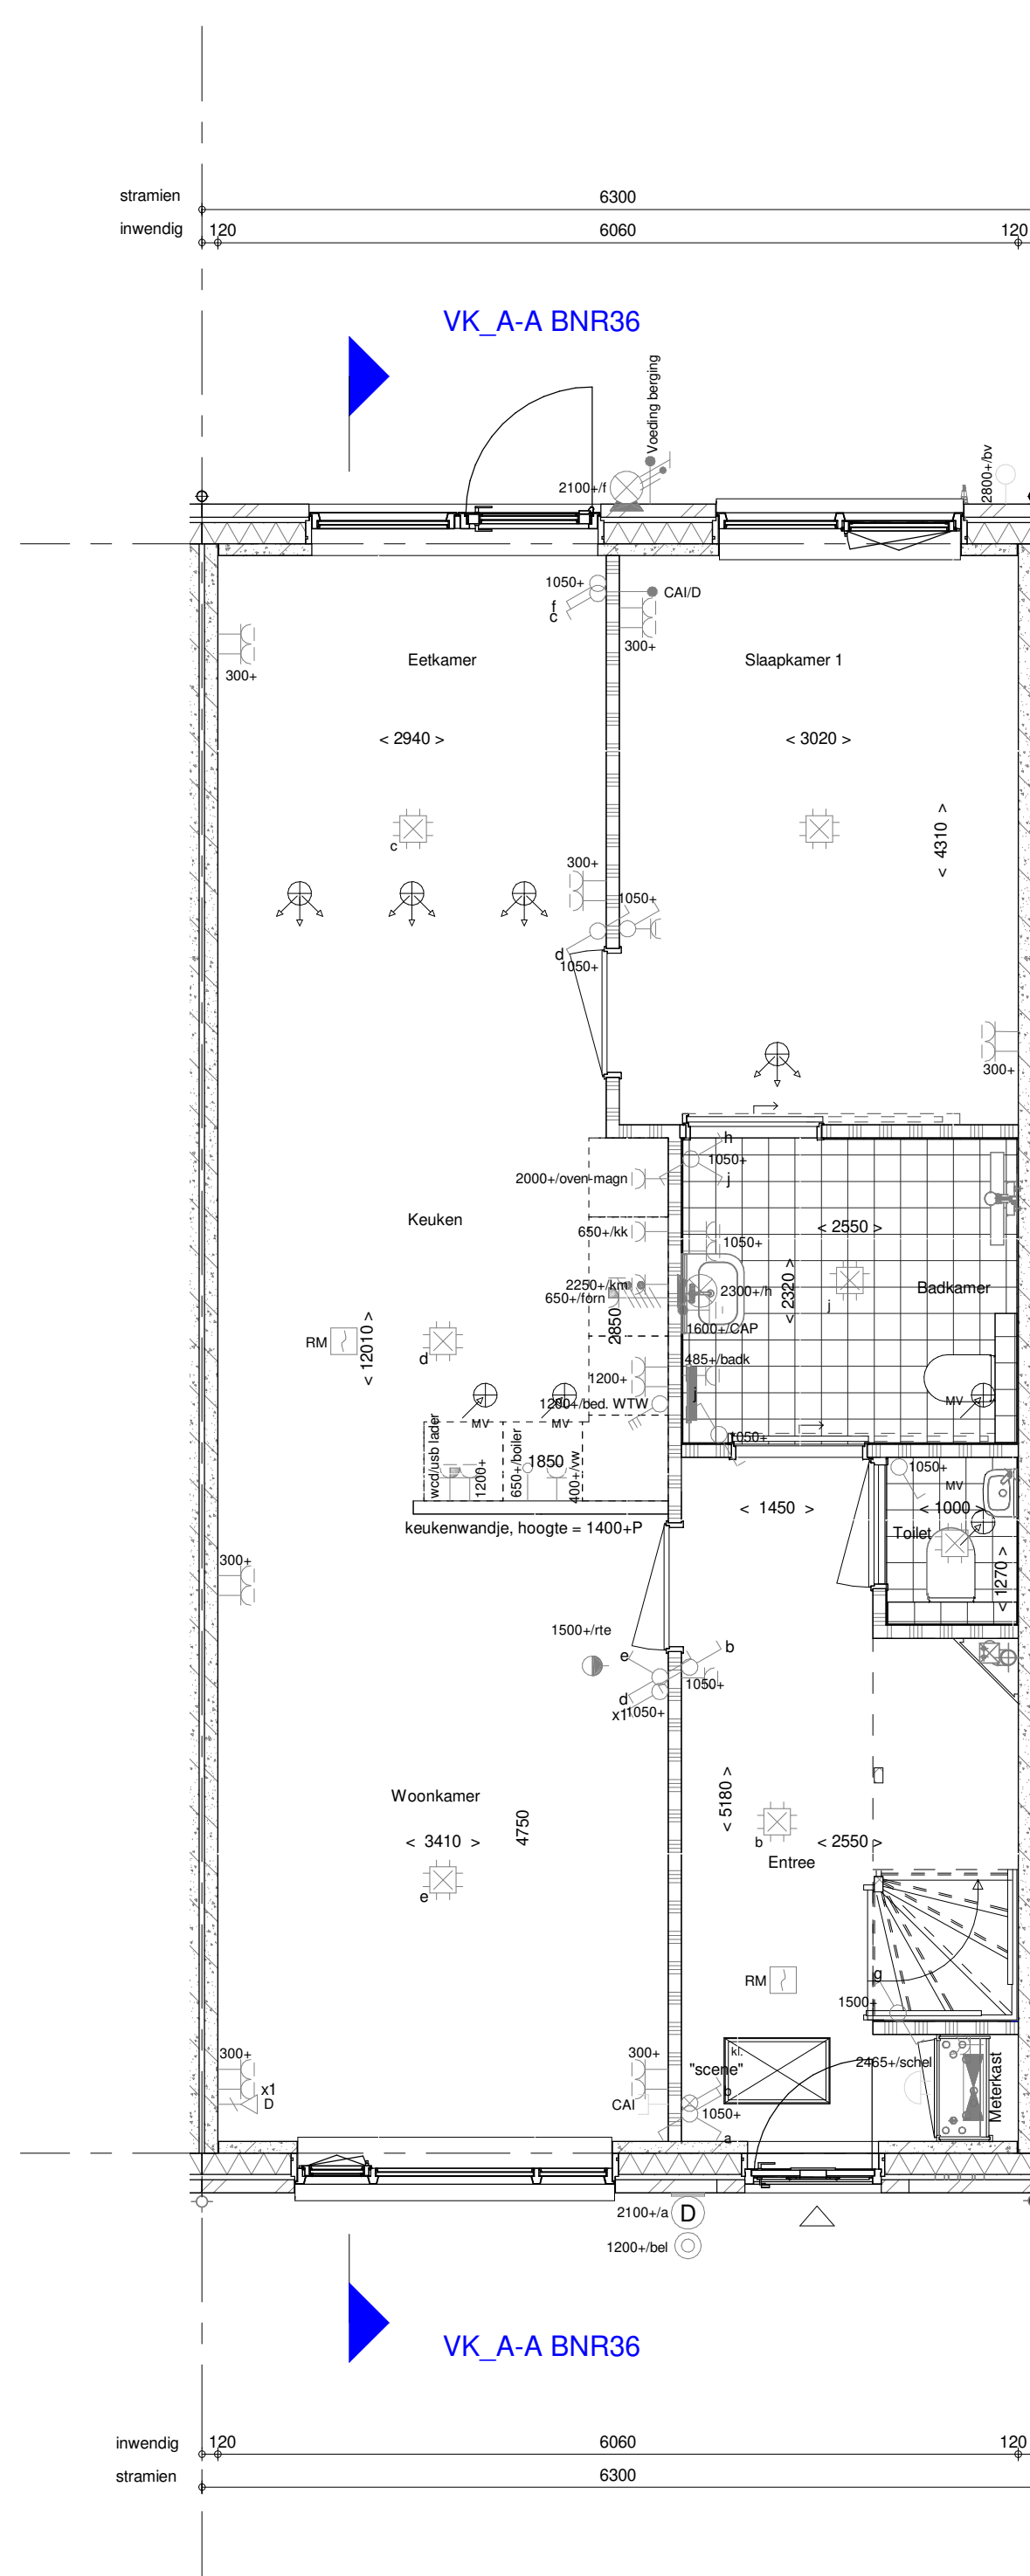 stramien
6300
inwendig
120
6060
120
VK_A-A BNR36
Voeding berging
2100+/f
2800+/bv
1050+
f
c
CAI/D
300+
300+
Eetkamer
Slaapkamer 1
< 2940 >
< 3020 >
< 4310 >
c
300+
1050+
d
1050+
300+
h
1050+
j
2000+/oven-magn
Keuken
650+/kk
1050+
< 2550 >
2250+/km
650+/forn
2300+/h
< 2320 >
Badkamer
j
2850
1600+/CAP
RM
< 12010 >
d
485+/badk
1200+
j
1200+/bed. WTW
MV
MV
MV
1050+
wcd/usb lader
1200+
650+/boiler
1850
400+/vw
1050+
MV
< 1450 >
< 1000 >
keukenwandje, hoogte = 1400+P
Toilet
300+
< 1270 >
1500+/rte
e
b
1050+
d
x1
1050+
Woonkamer
< 3410 >
4750
< 5180 >
b
< 2550 >
Entree
e
RM
g
1500+
300+
x1
D
300+
CAI
kl.
"scene"
1050+
a
2465+/schel
Meterkast
2100+/a
D
1200+/bel
VK_A-A BNR36
inwendig
120
6060
120
stramien
6300